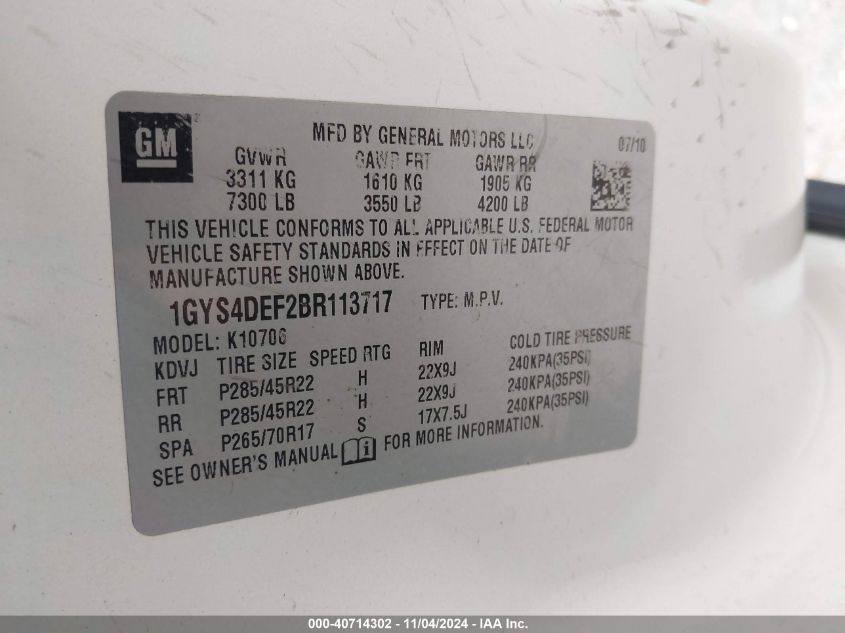 GM
MFD BY GENERAL MOTORS LLC
07/10
GVWR GAWR FRT GAWR RR
3311 KG 1610 KG 1905 KG
7300 LB 3550 LB 4200 LB
THIS VEHICLE CONFORMS TO ALL APPLICABLE U.S. FEDERAL MOTOR
VEHICLE SAFETY STANDARDS IN EFFECT ON THE DATE OF
MANUFACTURE SHOWN ABOVE.
1GYS4DEF2BR113717 TYPE: M.P.V.
MODEL: K10706
KDVJ TIRE SIZE SPEED RTG RIM COLD TIRE PRESSURE
FRT P285/45R22 H 22X9J 240KPA(35PSI)
RR P285/45R22 H 22X9J 240KPA(35PSI)
SPA P265/70R17 S 17X7.5J 240KPA(35PSI)
SEE OWNER'S MANUAL i FOR MORE INFORMATION.
000-40714302 - 11/04/2024 - IAA Inc.